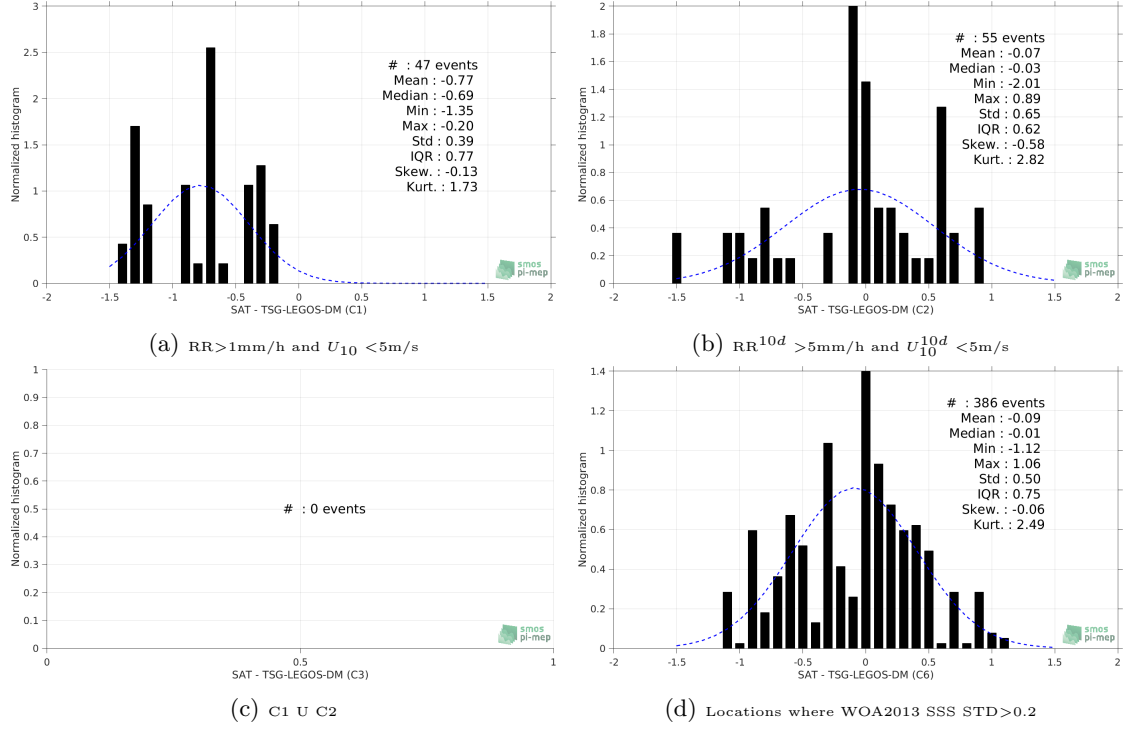 3
2.5
2
1.5
1
0.5
0
-2
-1.5
-1
-0.5
0
0.5
1
1.5
2
Normalized histogram
SAT - TSG-LEGOS-DM (C1)
# : 47 events
Mean : -0.77
Median : -0.69
Min : -1.35
Max : -0.20
Std : 0.39
IQR : 0.77
Skew. : -0.13
Kurt. : 1.73
smos
pi-mep
(a) RR>1mm/h and U10 <5m/s
2
1.8
1.6
1.4
1.2
1
0.8
0.6
0.4
0.2
0
-2
-1.5
-1
-0.5
0
0.5
1
1.5
2
Normalized histogram
SAT - TSG-LEGOS-DM (C2)
# : 55 events
Mean : -0.07
Median : -0.03
Min : -2.01
Max : 0.89
Std : 0.65
IQR : 0.62
Skew. : -0.58
Kurt. : 2.82
smos
pi-mep
(b) RR10d >5mm/h and U10d10 <5m/s
1
0.9
0.8
0.7
0.6
0.5
0.4
0.3
0.2
0.1
0
0
0.5
1
Normalized histogram
SAT - TSG-LEGOS-DM (C3)
# : 0 events
smos
pi-mep
(c) C1 U C2
1.4
1.2
1
0.8
0.6
0.4
0.2
0
-2
-1.5
-1
-0.5
0
0.5
1
1.5
2
Normalized histogram
SAT - TSG-LEGOS-DM (C6)
# : 386 events
Mean : -0.09
Median : -0.01
Min : -1.12
Max : 1.06
Std : 0.50
IQR : 0.75
Skew. : -0.06
Kurt. : 2.49
smos
pi-mep
(d) Locations where WOA2013 SSS STD>0.2